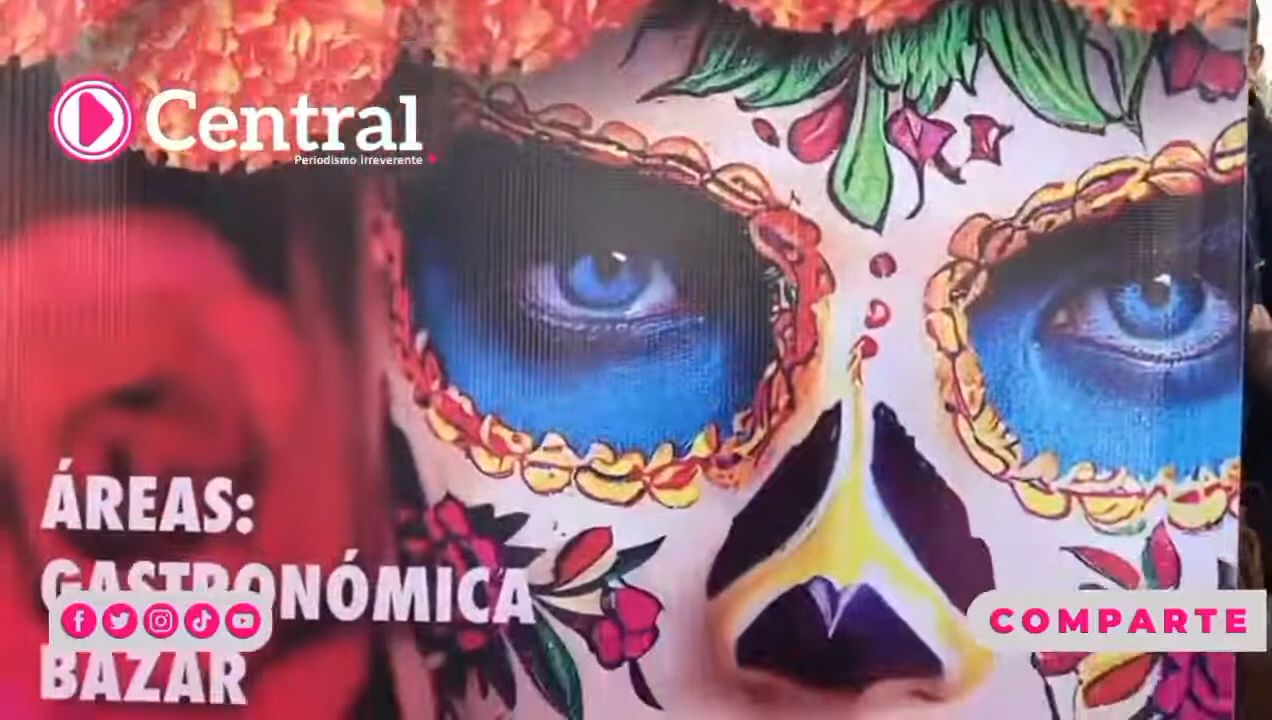 Central
Periodismo irreverente
ÁREAS:
GASTRONÓMICA
BAZAR
COMPARTE